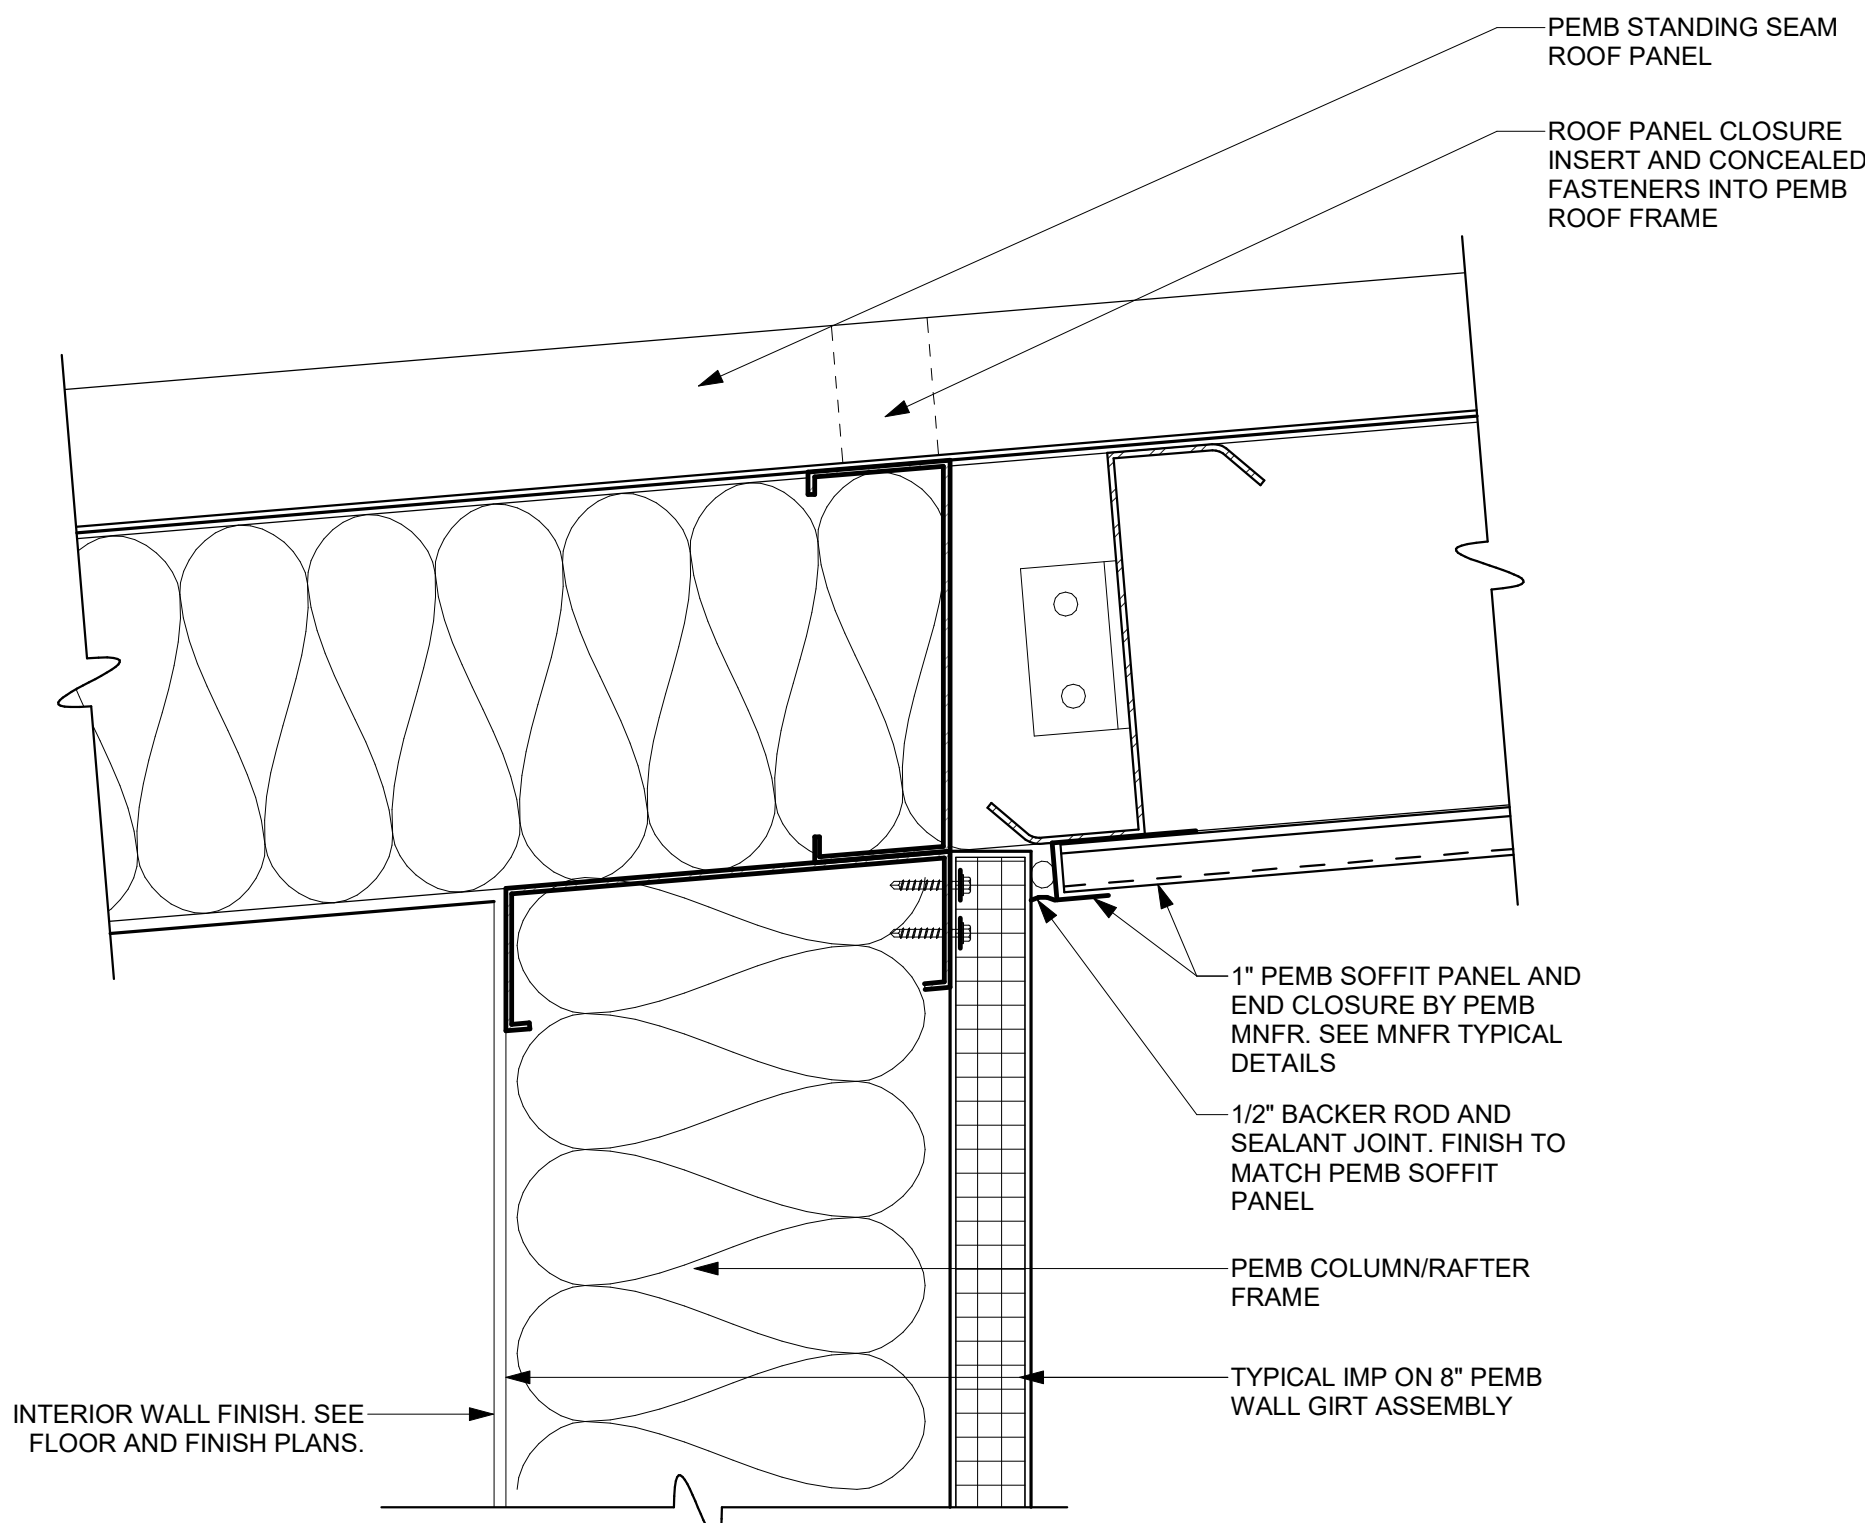 PEMB STANDING SEAM
ROOF PANEL
ROOF PANEL CLOSURE
INSERT AND CONCEALED
FASTENERS INTO PEMB
ROOF FRAME
1" PEMB SOFFIT PANEL AND
END CLOSURE BY PEMB
MNFR. SEE MNFR TYPICAL
DETAILS
1/2" BACKER ROD AND
SEALANT JOINT. FINISH TO
MATCH PEMB SOFFIT
PANEL
PEMB COLUMN/RAFTER
FRAME
TYPICAL IMP ON 8" PEMB
WALL GIRT ASSEMBLY
INTERIOR WALL FINISH. SEE
FLOOR AND FINISH PLANS.